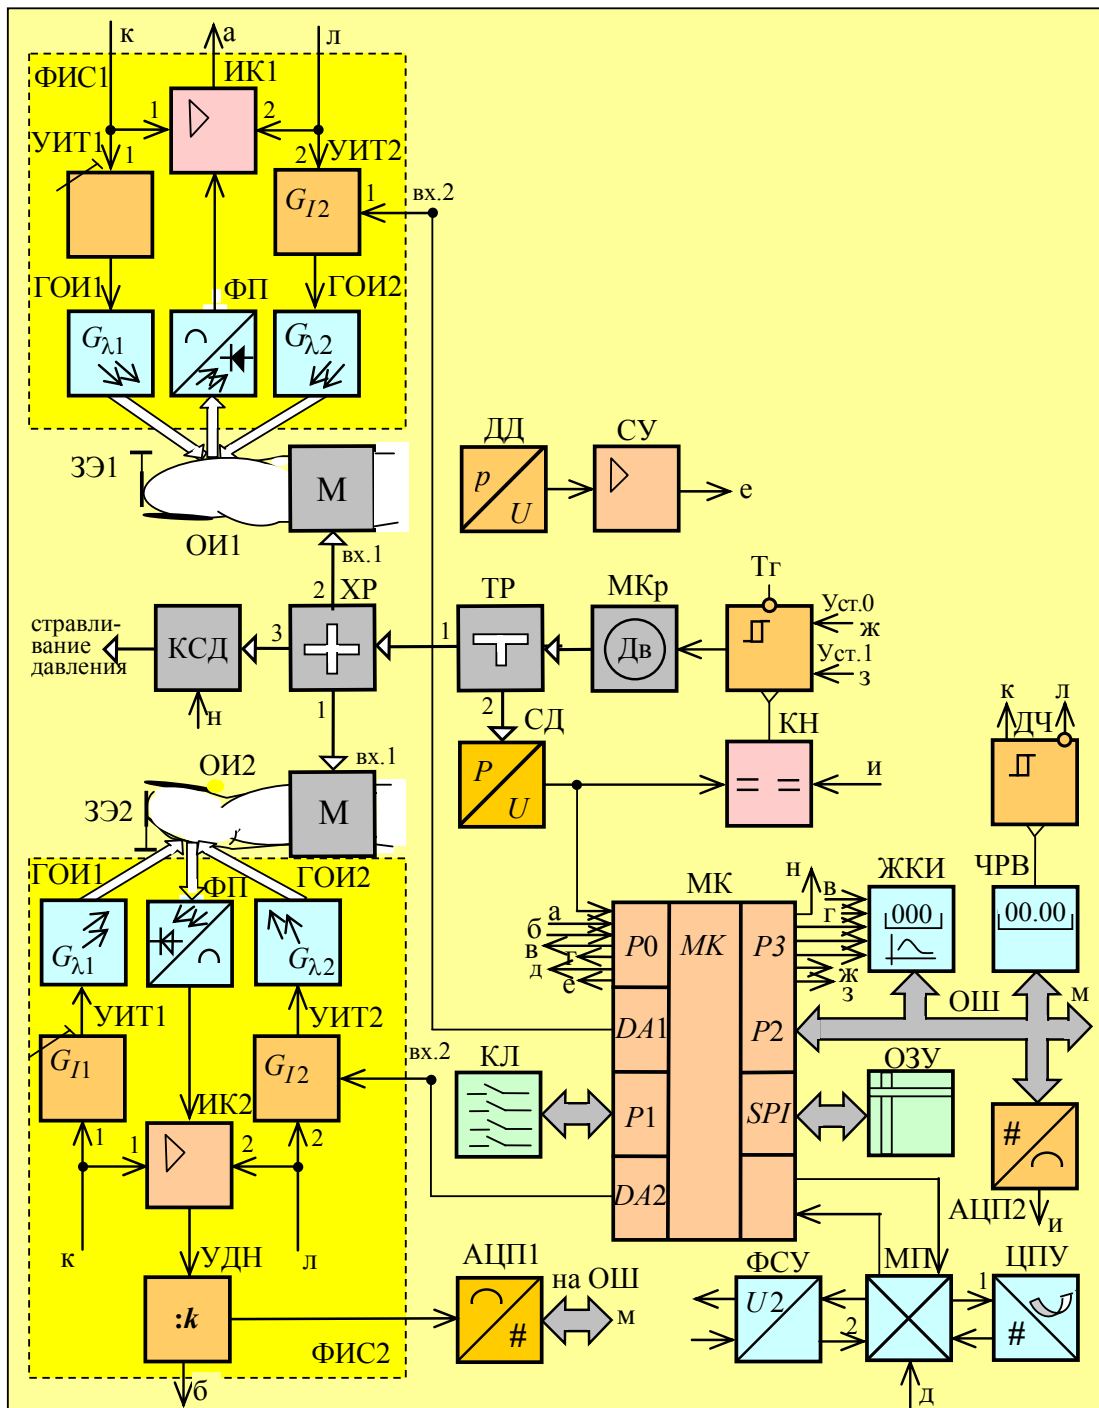 к а л
ФИС1 ИК1
1 2
УИТ1 1 2 УИТ2
G_I2 1 вх.2
ГОИ1 ФП ГОИ2
G_λ1 G_λ2
ЗЭ1 М
ОИ1 вх.1
ДД СУ
p U е
2 ХР ТР МКр Тг
стравли-
вание
давления
КСД 3 1 Дв
Уст.0
ж
Уст.1
з
н 1 2 СД КН
к ДЧ л
ОИ2 вх.1
P U = = и
ЗЭ2 М
ГОИ1 ФП ГОИ2
МК н в ЖКИ ЧРВ
а г 000 00.00
б P0 MK P3
в г
д ж
е з
G_λ1 G_λ2
УИТ1 УИТ2
DA1 P2 ОШ м
G_I1 G_I2 вх.2
КЛ ОЗУ
P1 SPI
ИК2
1 1 2 2
#
DA2 АЦП2 и
к УДН л
АЦП1 на ОШ ФСУ МП ЦПУ
:k # м U2 2 1 #
ФИС2
б д